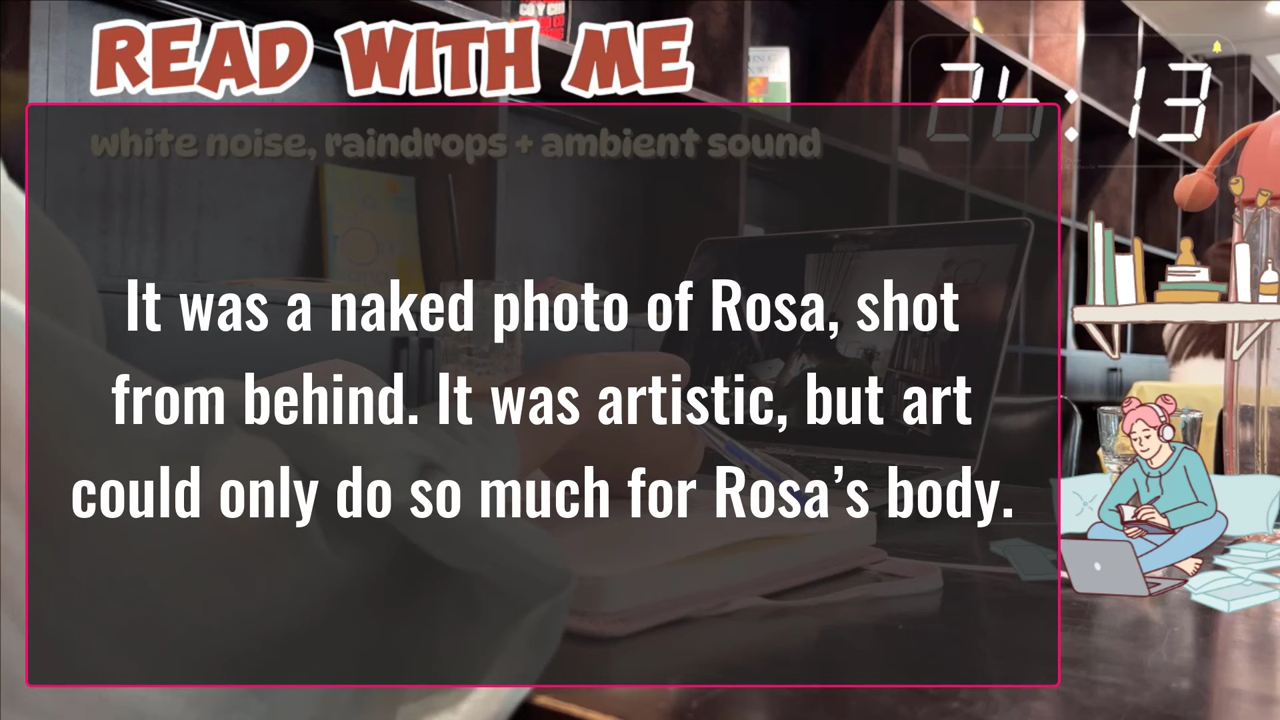 READ WITH ME
26:13
white noise, raindrops + ambient sound
It was a naked photo of Rosa, shot
from behind. It was artistic, but art
could only do so much for Rosa’s body.